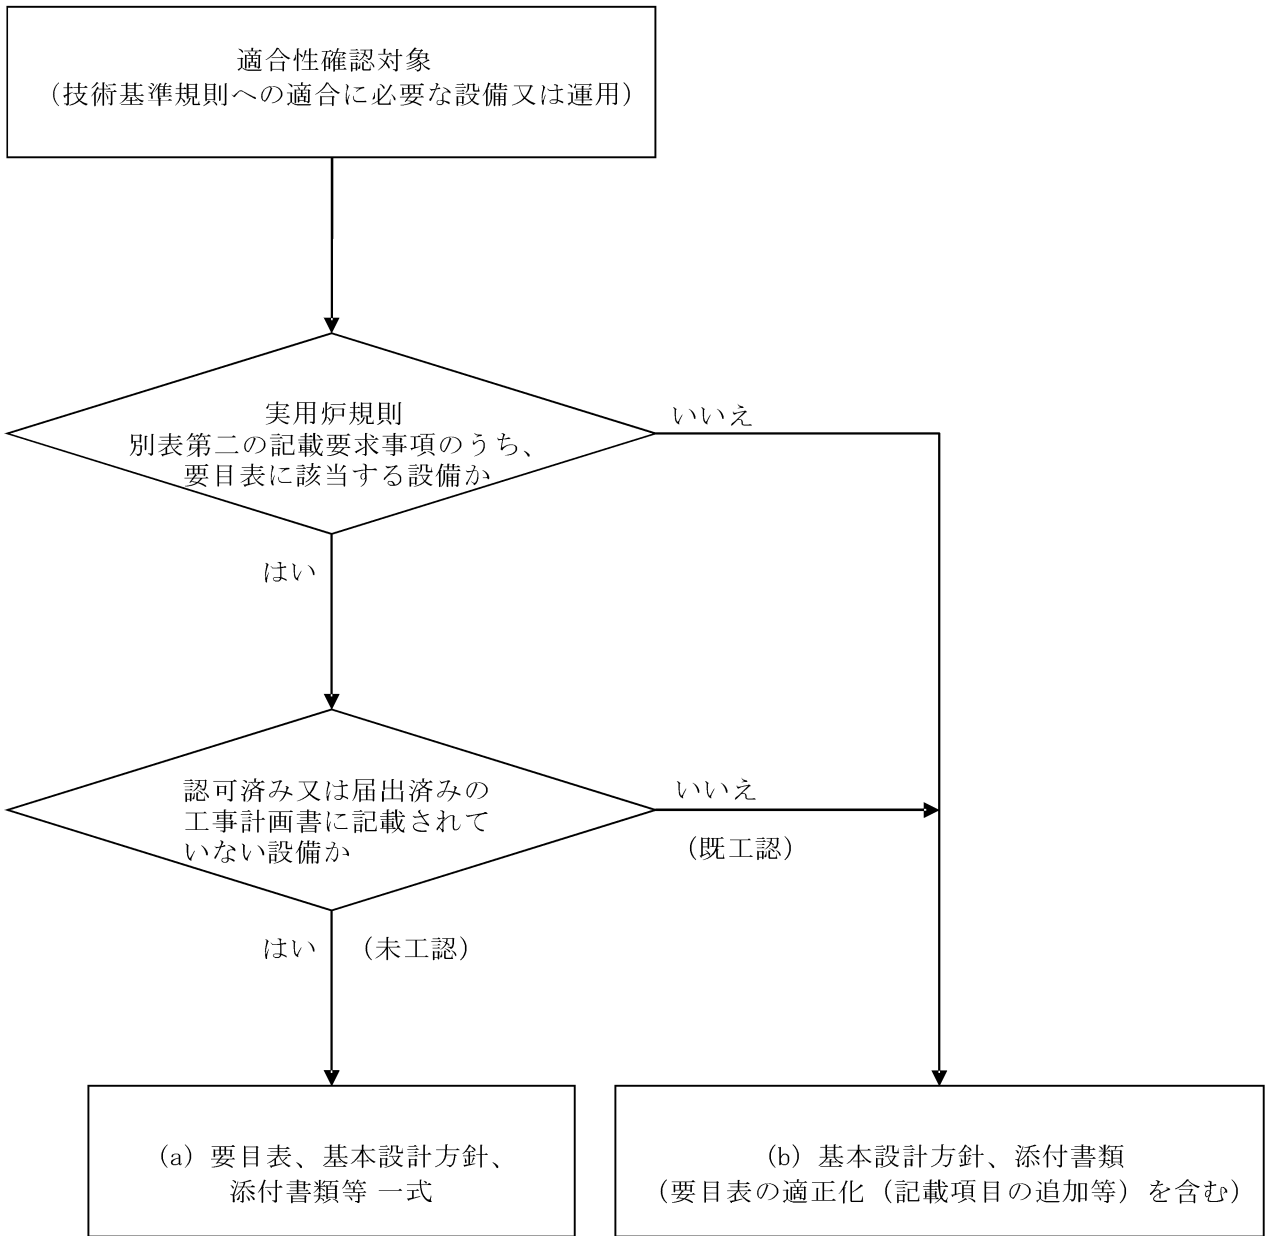 適合性確認対象
（技術基準規則への適合に必要な設備又は運用）
実用炉規則
別表第二の記載要求事項のうち、
要目表に該当する設備か
いいえ
はい
認可済み又は届出済みの
工事計画書に記載されて
いない設備か
いいえ
（既工認）
はい （未工認）
(a) 要目表、基本設計方針、
添付書類等 一式
(b) 基本設計方針、添付書類
（要目表の適正化（記載項目の追加等）を含む）